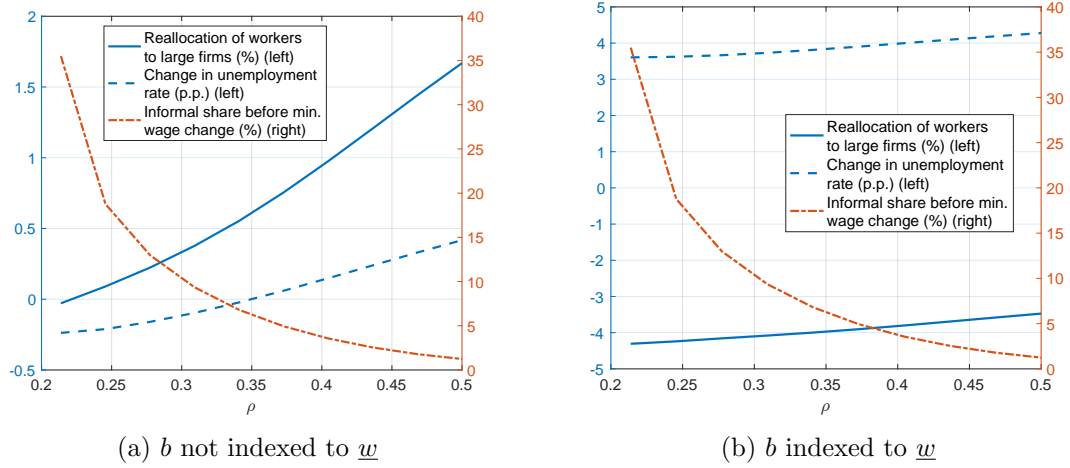 2
1.5
1
0.5
0
-0.5
40
35
30
25
20
15
10
5
0
0.2 0.25 0.3 0.35 0.4 0.45 0.5
ρ
Reallocation of workers
to large firms (%) (left)
Change in unemployment
rate (p.p.) (left)
Informal share before min.
wage change (%) (right)
(a) b not indexed to w
5
4
3
2
1
0
-1
-2
-3
-4
-5
40
35
30
25
20
15
10
5
0
0.2 0.25 0.3 0.35 0.4 0.45 0.5
ρ
Reallocation of workers
to large firms (%) (left)
Change in unemployment
rate (p.p.) (left)
Informal share before min.
wage change (%) (right)
(b) b indexed to w